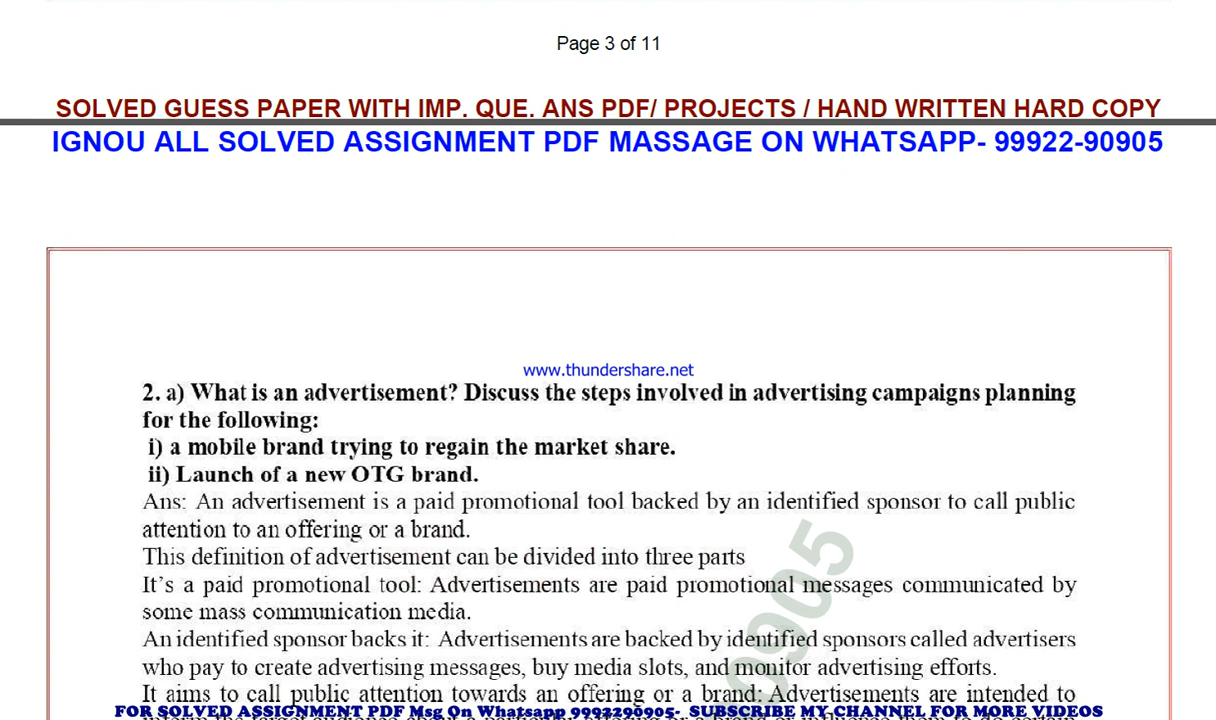 Page 3 of 11
SOLVED GUESS PAPER WITH IMP. QUE. ANS PDF/ PROJECTS / HAND WRITTEN HARD COPY
IGNOU ALL SOLVED ASSIGNMENT PDF MASSAGE ON WHATSAPP- 99922-90905
www.thundershare.net
2. a) What is an advertisement? Discuss the steps involved in advertising campaigns planning
for the following:
i) a mobile brand trying to regain the market share.
ii) Launch of a new OTG brand.
Ans: An advertisement is a paid promotional tool backed by an identified sponsor to call public
attention to an offering or a brand.
This definition of advertisement can be divided into three parts
It's a paid promotional tool: Advertisements are paid promotional messages communicated by
some mass communication media.
An identified sponsor backs it: Advertisements are backed by identified sponsors called advertisers
who pay to create advertising messages, buy media slots, and monitor advertising efforts.
It aims to call public attention towards an offering or a brand: Advertisements are intended to
FOR SOLVED ASSIGNMENT PDF Msg On Whatsapp 9992290905- SUBSCRIBE MY CHANNEL FOR MORE VIDEOS
0905